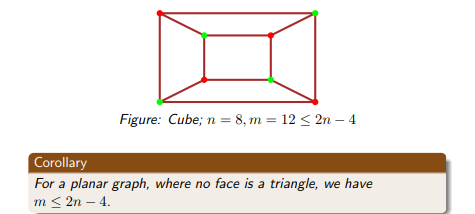 Figure: Cube; n = 8, m = 12 ≤ 2n − 4
Corollary
For a planar graph, where no face is a triangle, we have
m ≤ 2n − 4.